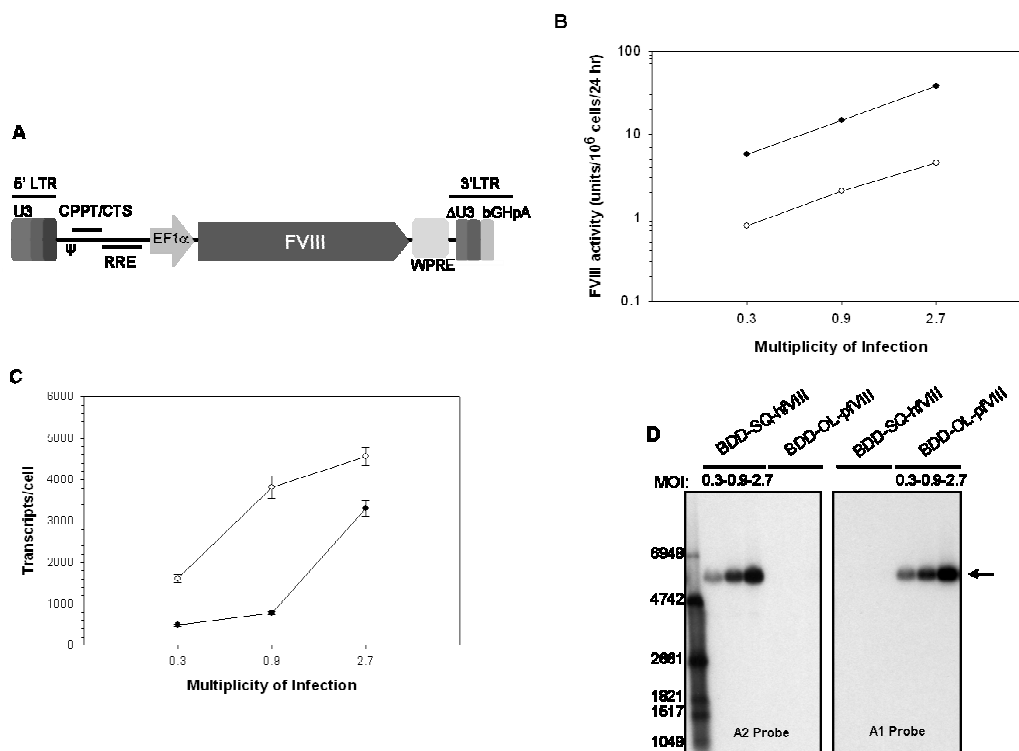 A
5' LTR
3'LTR
U3
CPPT/CTS
ΔU3 bGHpA
EF1α
FVIII
Ψ
RRE
WPRE
B
FVIII activity (units/10⁶ cells/24 hr)
100
10
1
0.1
0.3
0.9
2.7
Multiplicity of Infection
C
Transcripts/cell
6000
5000
4000
3000
2000
1000
0
0.3
0.9
2.7
Multiplicity of Infection
D
BDD-SQ-hfVIII
BDD-OL-pfVIII
BDD-SQ-hfVIII
BDD-OL-pfVIII
MOI:
0.3-0.9-2.7
0.3-0.9-2.7
4742
1821
1517
1049
A2 Probe
A1 Probe